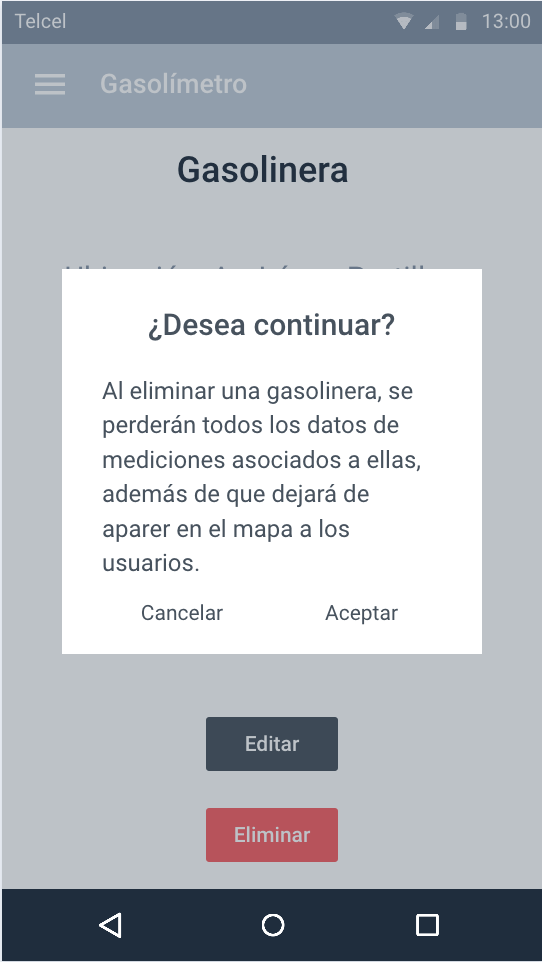 Telcel
13:00
Gasolímetro
Gasolinera
¿Desea continuar?
Al eliminar una gasolinera, se
perderán todos los datos de
mediciones asociados a ellas,
además de que dejará de
aparer en el mapa a los
usuarios.
Cancelar
Aceptar
Editar
Eliminar